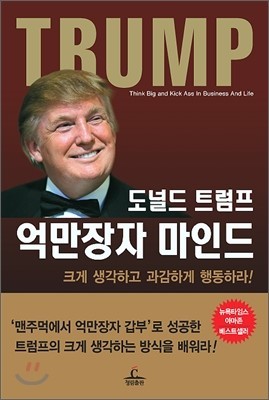 TRUMP
Think Big and Kick Ass In Business And Life
도널드 트럼프
억만장자 마인드
크게 생각하고 과감하게 행동하라!
뉴욕타임스
아마존
베스트셀러
'맨주먹에서 억만장자 갑부'로 성공한
트럼프의 크게 생각하는 방식을 배워라!
청림출판
yes24